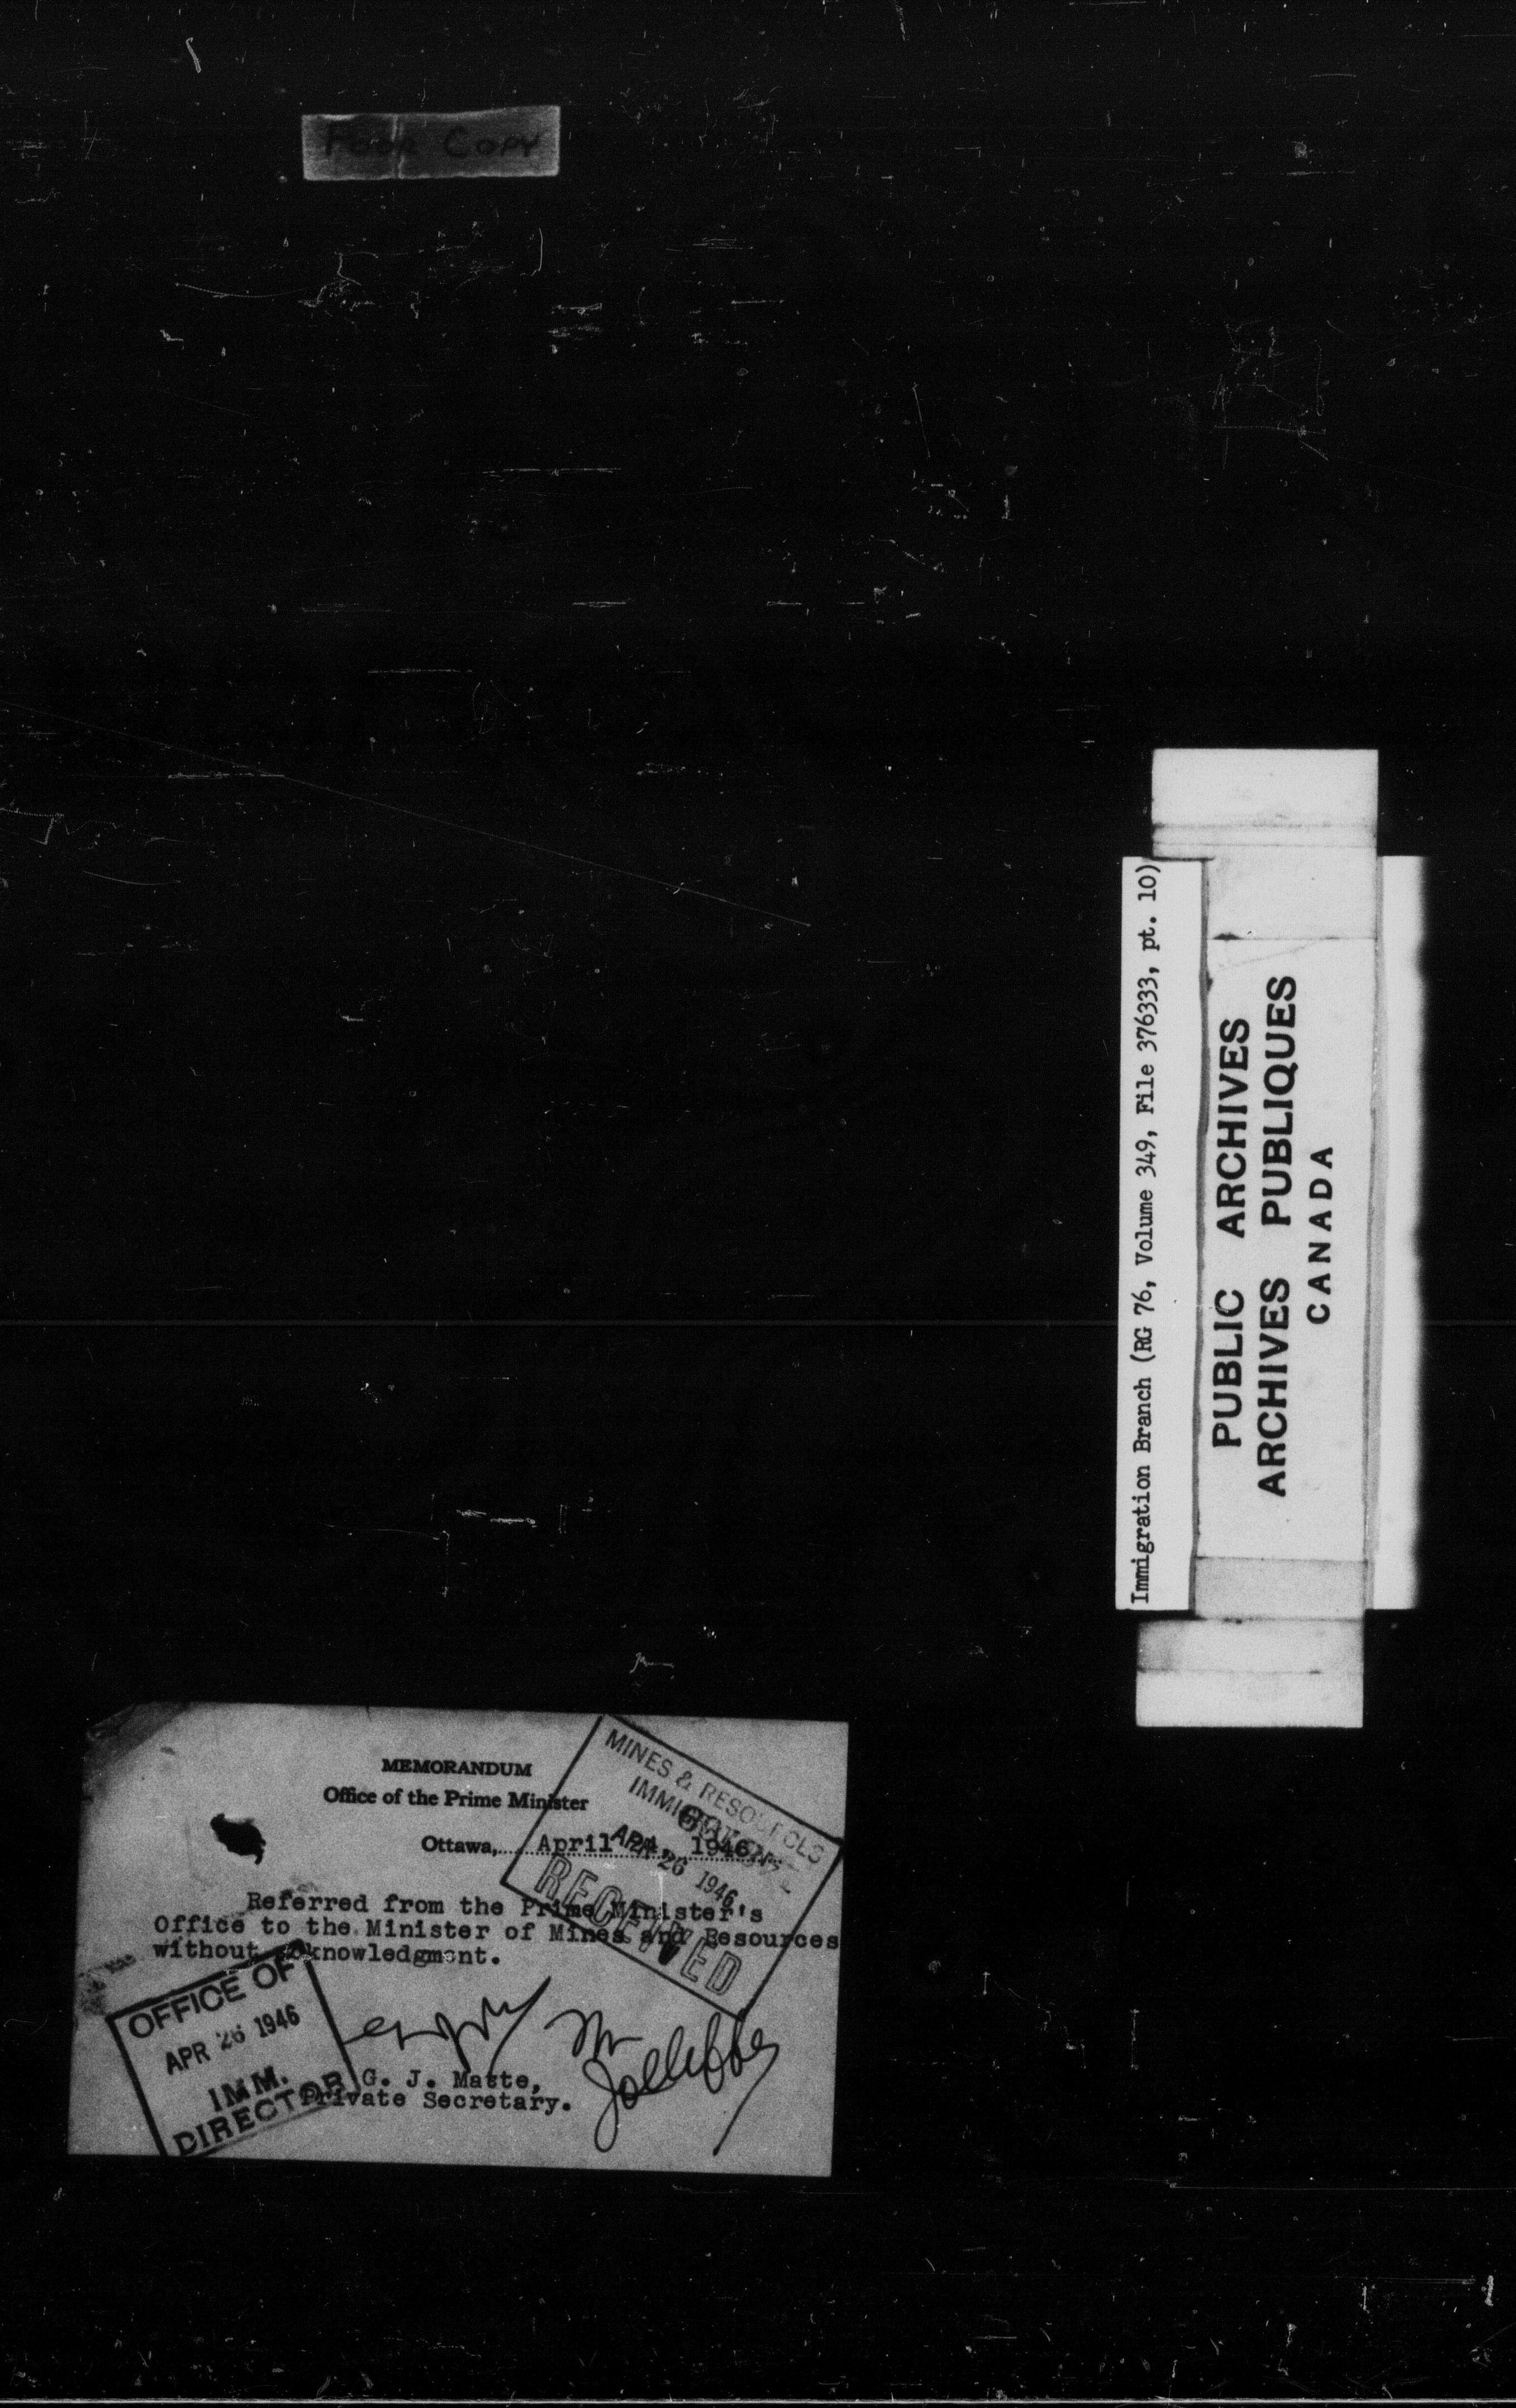 POOR COPY
Immigration Branch (RG 76, Volume 349, File 376333, pt. 10)
PUBLIC ARCHIVES
ARCHIVES PUBLIQUES
CANADA
MEMORANDUM
Office of the Prime Minister
Ottawa, April 24, 1946.
MINES & RESOURCES
APR 26 1946
RECEIVED
Referred from the Prime Minister's
Office to the Minister of Mines and Resources
without acknowledgment.
OFFICE OF
APR 26 1946
IMM.
DIRECTOR
Mr
Jolliffe
G. J. Matte,
Private Secretary.